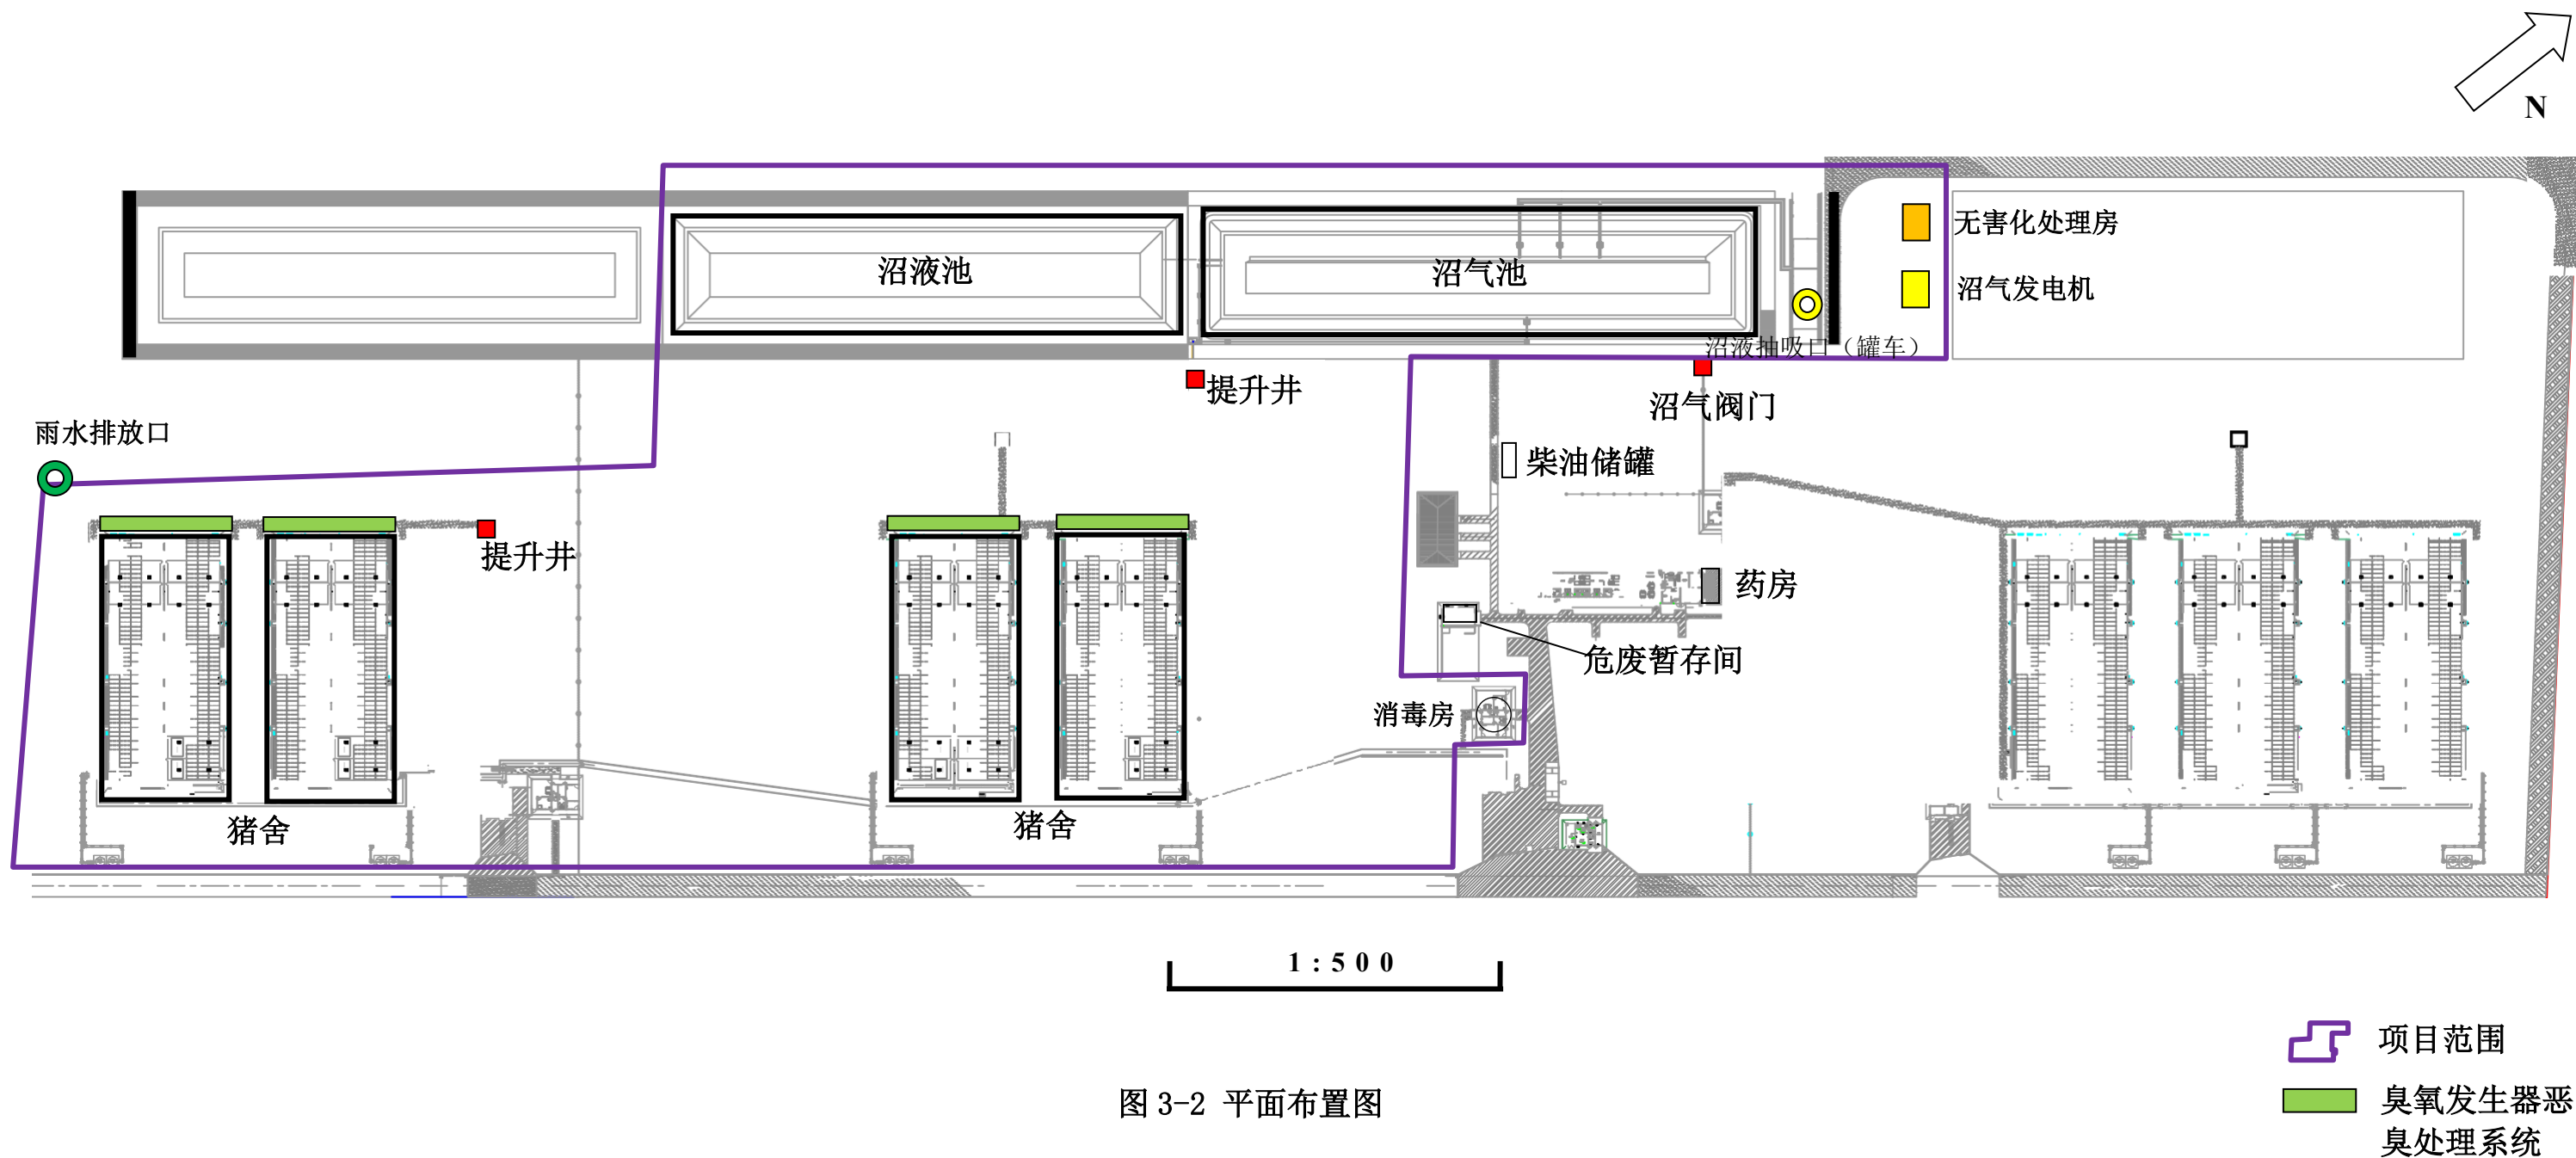 N
无害化处理房
沼液池
沼气池
沼气发电机
沼液抽吸口（罐车）
提升井
沼气阀门
雨水排放口
柴油储罐
提升井
药房
危废暂存间
消毒房
猪舍
猪舍
1:500
项目范围
图 3-2 平面布置图
臭氧发生器恶
臭处理系统